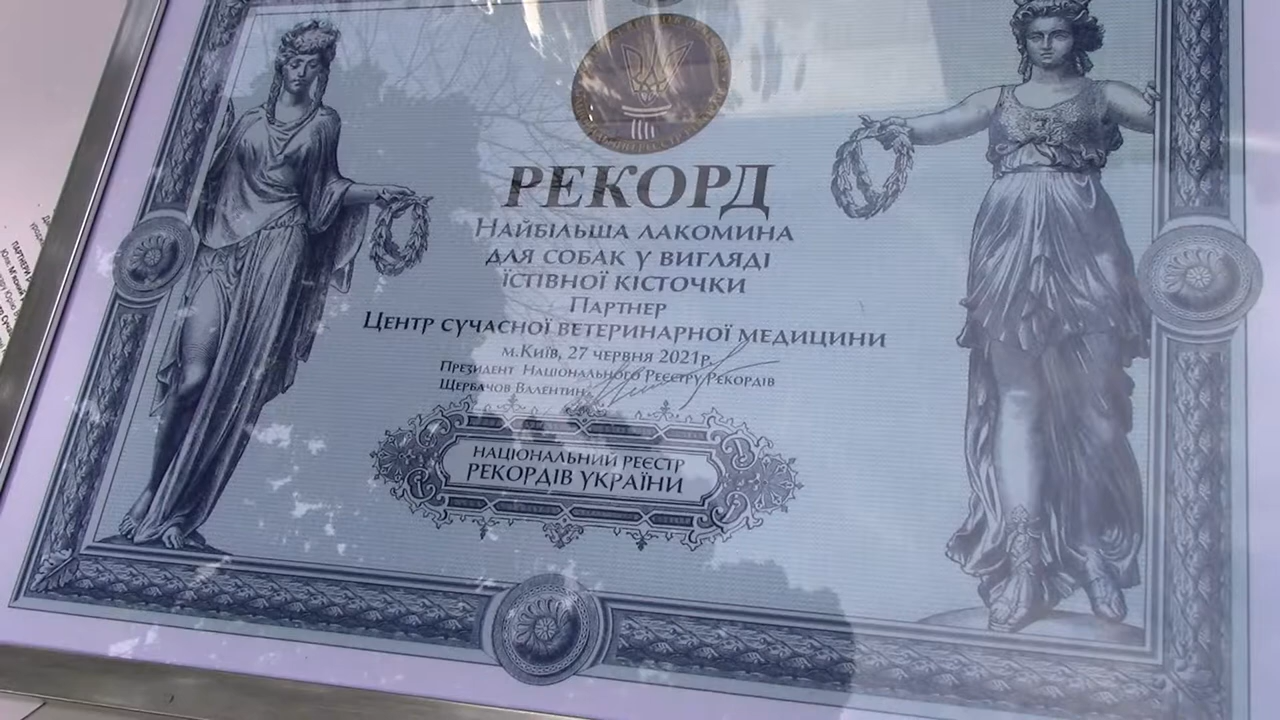 РЕКОРД
Найбільша лакомина
для собак у вигляді
їстівної кісточки
Партнер
Центр сучасної ветеринарної медицини
м.Київ, 27 червня 2021р.
Президент Національного Реєстру Рекордів
Щербачов Валентин
НАЦІОНАЛЬНИЙ РЕЄСТР
РЕКОРДІВ УКРАЇНИ
ПАРТНЕРИ